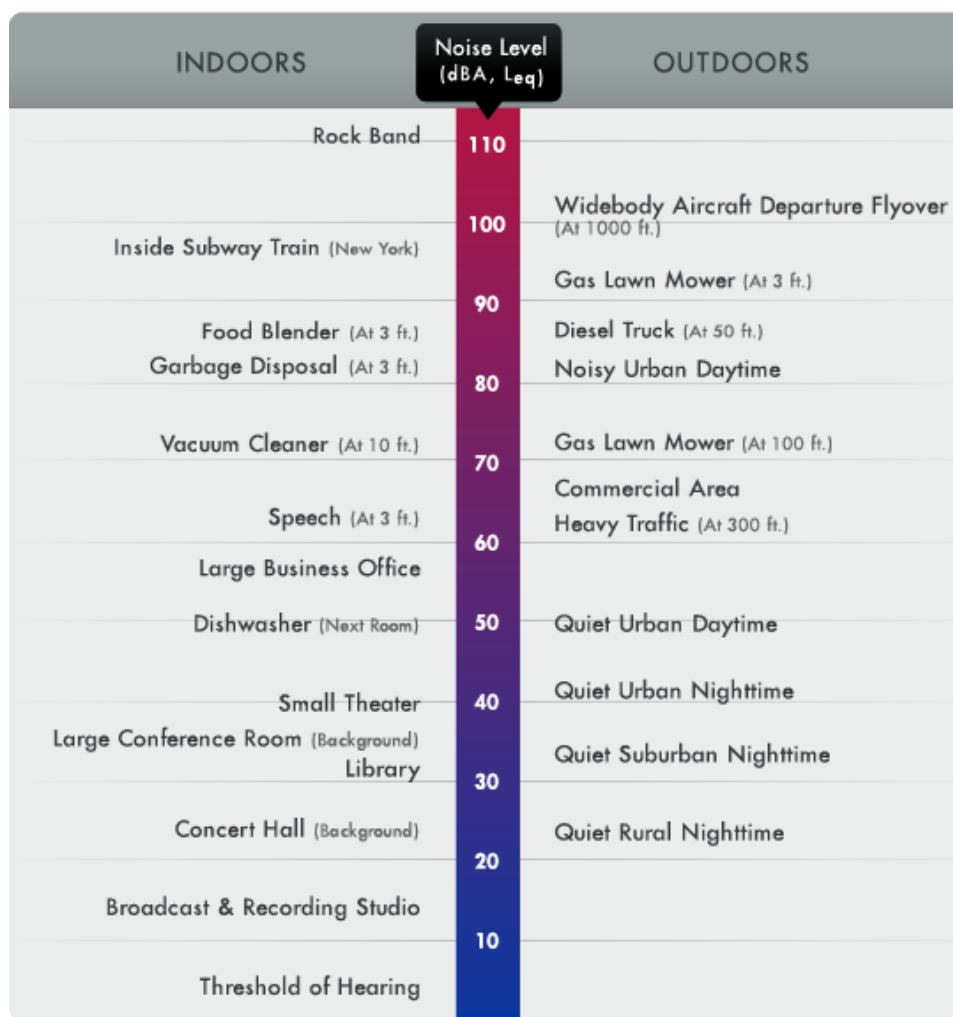 INDOORS
Noise Level
(dBA, Leq)
OUTDOORS
Rock Band
110
Widebody Aircraft Departure Flyover
100
(At 1000 ft.)
Inside Subway Train (New York)
Gas Lawn Mower (At 3 ft.)
90
Food Blender (At 3 ft.)
Diesel Truck (At 50 ft.)
Garbage Disposal (At 3 ft.)
Noisy Urban Daytime
80
Vacuum Cleaner (At 10 ft.)
Gas Lawn Mower (At 100 ft.)
70
Commercial Area
Speech (At 3 ft.)
Heavy Traffic (At 300 ft.)
60
Large Business Office
Dishwasher (Next Room)
50
Quiet Urban Daytime
Quiet Urban Nighttime
Small Theater
40
Large Conference Room (Background)
Quiet Suburban Nighttime
Library
30
Concert Hall (Background)
Quiet Rural Nighttime
20
Broadcast & Recording Studio
10
Threshold of Hearing